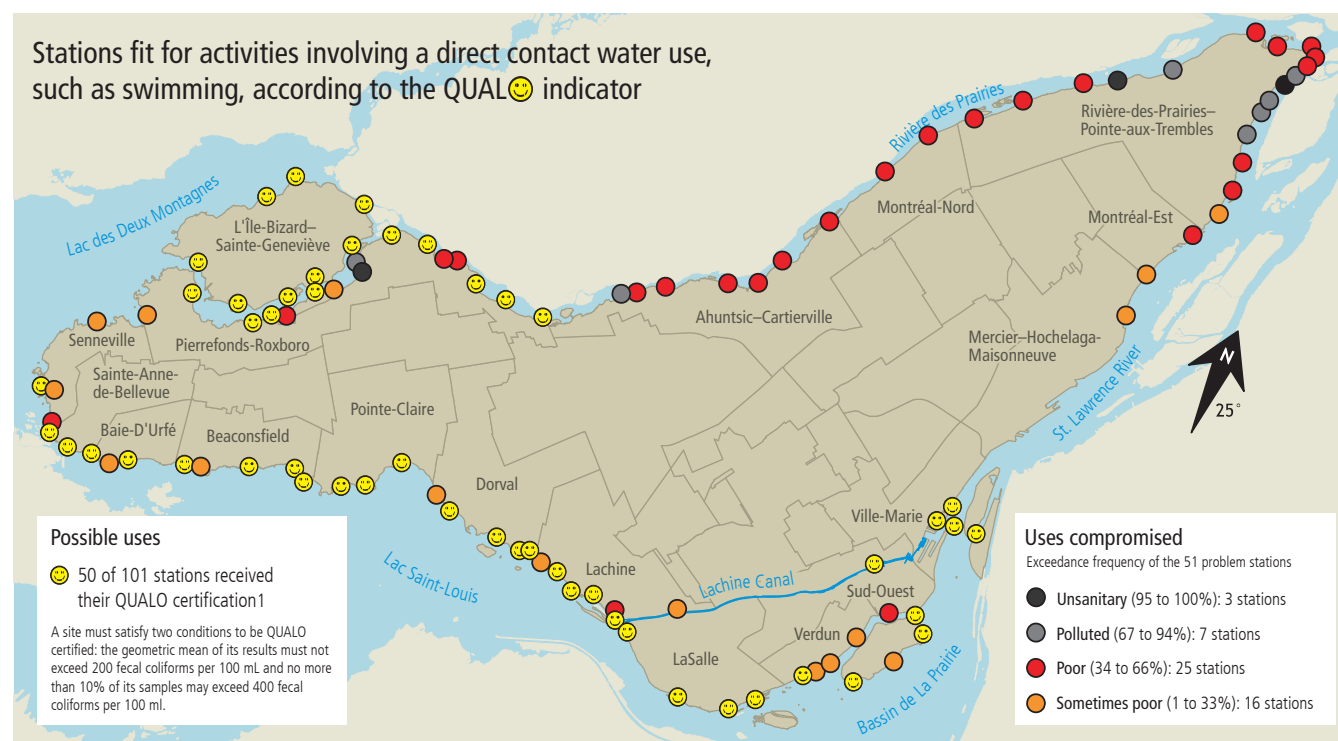 Stations fit for activities involving a direct contact water use,
such as swimming, according to the QUAL indicator
Lac des Deux Montagnes
L'Île-Bizard–
Sainte-Geneviève
Rivière des Prairies
Rivière-des-Prairies–
Pointe-aux-Trembles
Montréal-Nord
Montréal-Est
Senneville
Pierrefonds-Roxboro
Ahuntsic–Cartierville
Mercier–Hochelaga-
Maisonneuve
Sainte-Anne-
de-Bellevue
Baie-D'Urfé
Beaconsfield
Pointe-Claire
St. Lawrence River
N
25°
Dorval
Ville-Marie
Lac Saint-Louis
Lachine
Lachine Canal
Sud-Ouest
Verdun
LaSalle
Bassin de La Prairie
Possible uses
50 of 101 stations received
their QUALO certification1
A site must satisfy two conditions to be QUALO
certified: the geometric mean of its results must not
exceed 200 fecal coliforms per 100 mL and no more
than 10% of its samples may exceed 400 fecal
coliforms per 100 ml.
Uses compromised
Exceedance frequency of the 51 problem stations
Unsanitary (95 to 100%): 3 stations
Polluted (67 to 94%): 7 stations
Poor (34 to 66%): 25 stations
Sometimes poor (1 to 33%): 16 stations